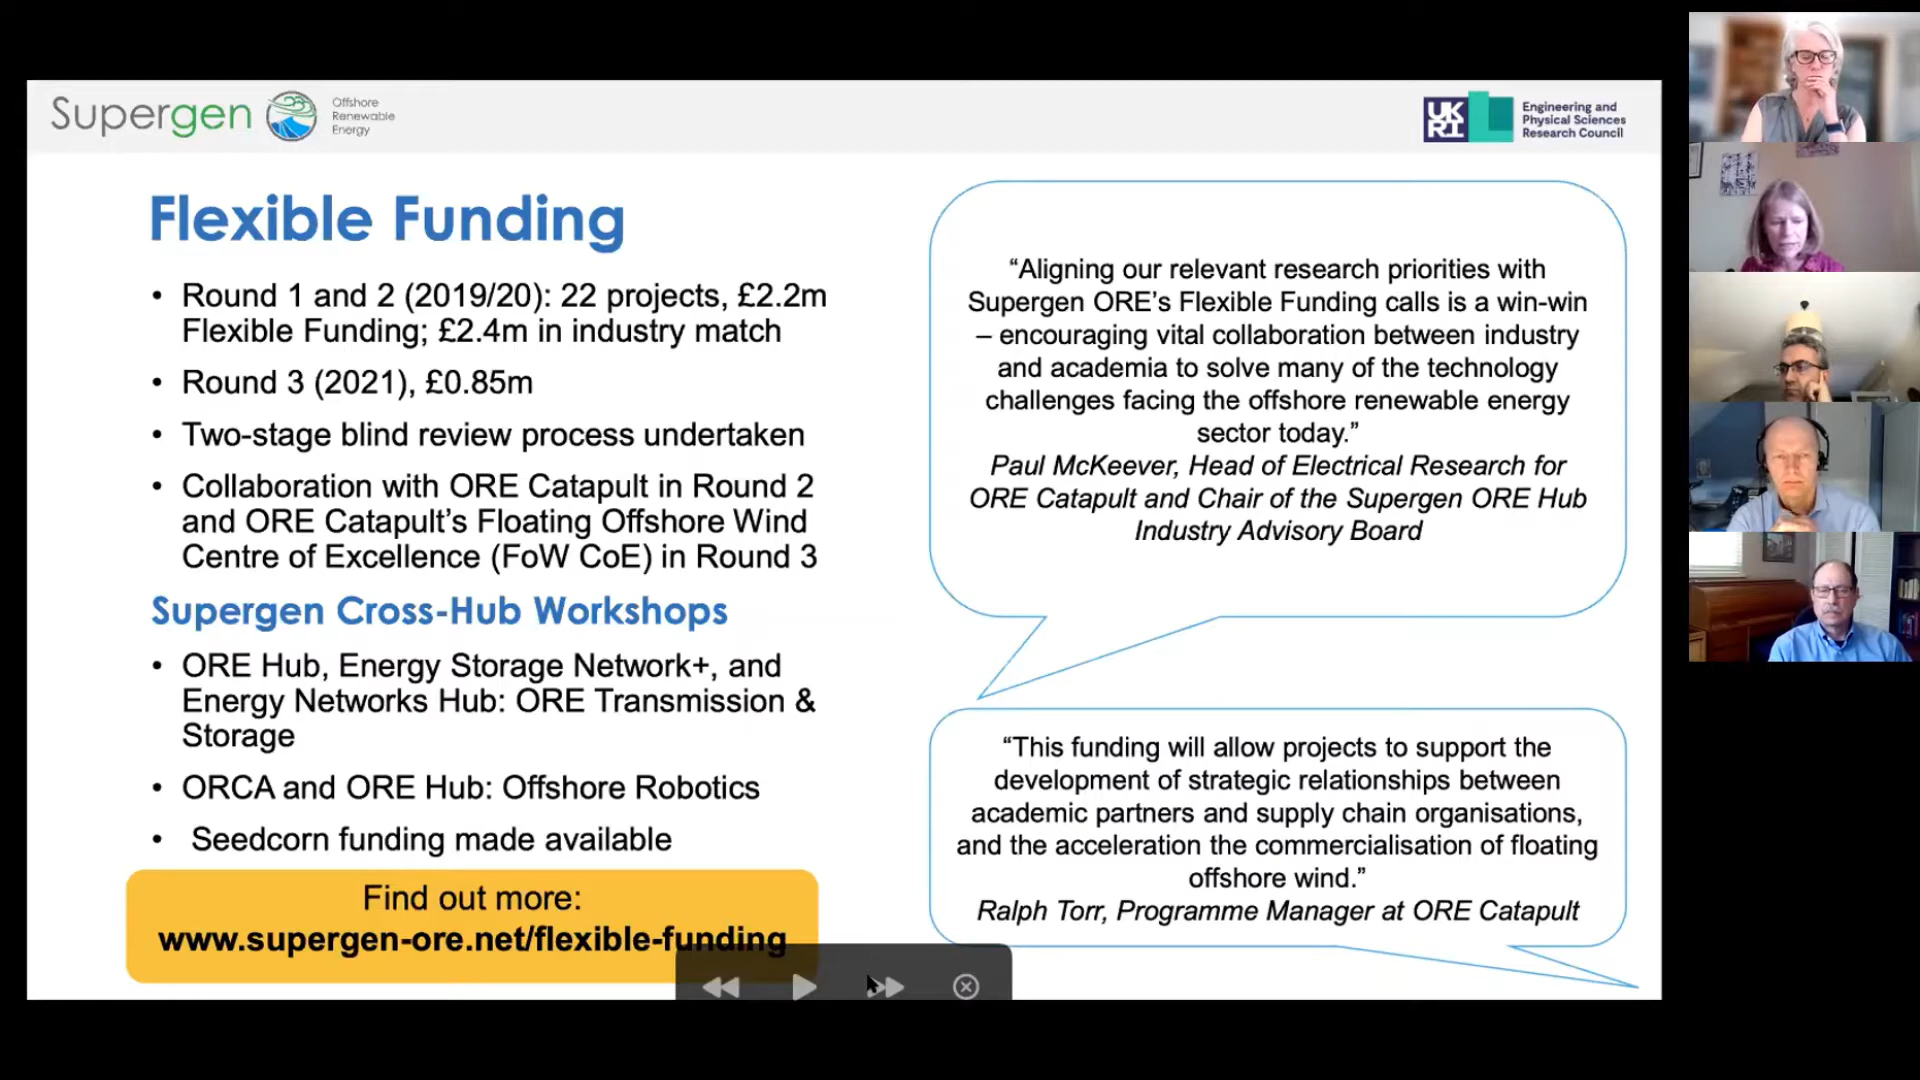 Supergen
Offshore
Renewable
Energy
UK
RI
Engineering and
Physical Sciences
Research Council
Flexible Funding
• Round 1 and 2 (2019/20): 22 projects, £2.2m
Flexible Funding; £2.4m in industry match
• Round 3 (2021), £0.85m
• Two-stage blind review process undertaken
• Collaboration with ORE Catapult in Round 2
and ORE Catapult’s Floating Offshore Wind
Centre of Excellence (FoW CoE) in Round 3
Supergen Cross-Hub Workshops
• ORE Hub, Energy Storage Network+, and
Energy Networks Hub: ORE Transmission &
Storage
• ORCA and ORE Hub: Offshore Robotics
• Seedcorn funding made available
Find out more:
www.supergen-ore.net/flexible-funding
“Aligning our relevant research priorities with
Supergen ORE’s Flexible Funding calls is a win-win
– encouraging vital collaboration between industry
and academia to solve many of the technology
challenges facing the offshore renewable energy
sector today.”
Paul McKeever, Head of Electrical Research for
ORE Catapult and Chair of the Supergen ORE Hub
Industry Advisory Board
“This funding will allow projects to support the
development of strategic relationships between
academic partners and supply chain organisations,
and the acceleration the commercialisation of floating
offshore wind.”
Ralph Torr, Programme Manager at ORE Catapult